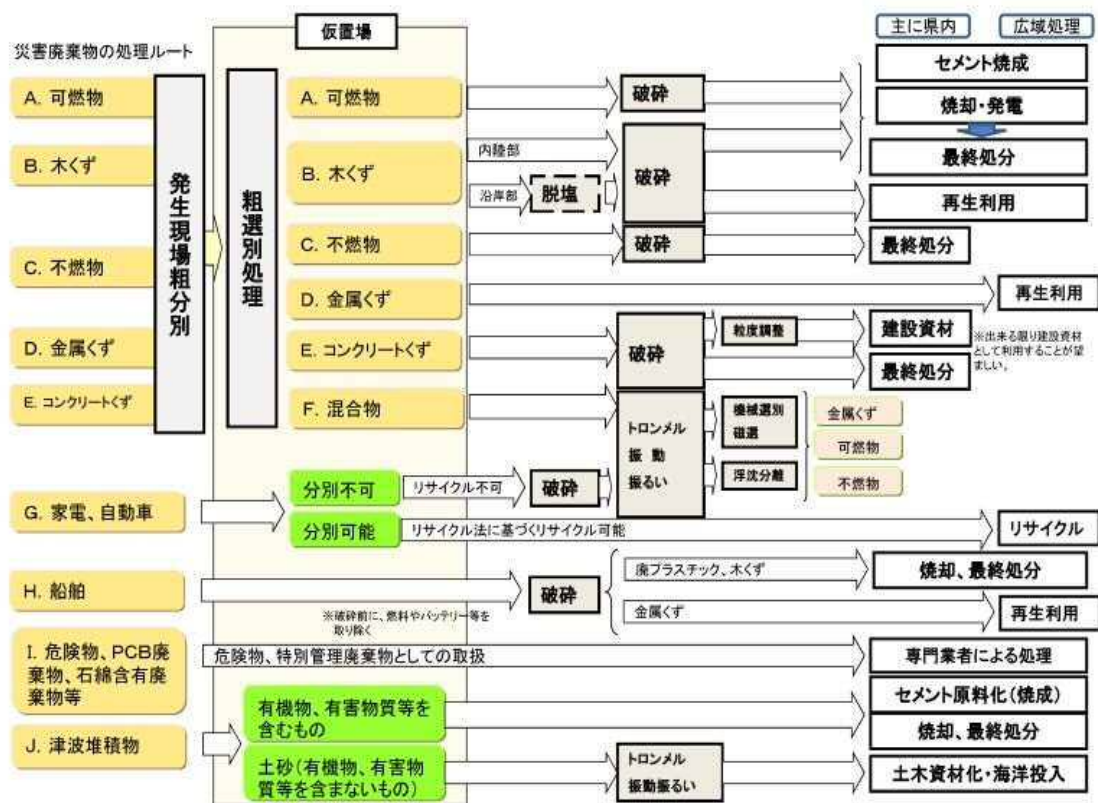 災害廃棄物の処理ルート
仮置場
主に県内
広域処理
A. 可燃物
B. 木くず
C. 不燃物
D. 金属くず
E. コンクリートくず
発生現場粗分別
粗選別処理
A. 可燃物
B. 木くず
C. 不燃物
D. 金属くず
E. コンクリートくず
F. 混合物
破砕
内陸部
沿岸部
脱塩
破砕
破砕
セメント焼成
焼却・発電
最終処分
再生利用
最終処分
再生利用
破砕
粒度調整
建設資材
※出来る限り建設資材
として利用することが望
ましい。
最終処分
トロンメル
振 動
振るい
機械選別
磁選
浮沈分離
金属くず
可燃物
不燃物
G. 家電、自動車
分別不可
リサイクル不可
破砕
分別可能
リサイクル法に基づくリサイクル可能
リサイクル
H. 船舶
※破砕前に、燃料やバッテリー等を
取り除く
破砕
廃プラスチック、木くず
焼却、最終処分
金属くず
再生利用
I. 危険物、PCB廃
棄物、石綿含有廃
棄物等
危険物、特別管理廃棄物としての取扱
専門業者による処理
J. 津波堆積物
有機物、有害物質等を
含むもの
セメント原料化(焼成)
焼却、最終処分
土砂(有機物、有害物
質等を含まないもの)
トロンメル
振動振るい
土木資材化・海洋投入